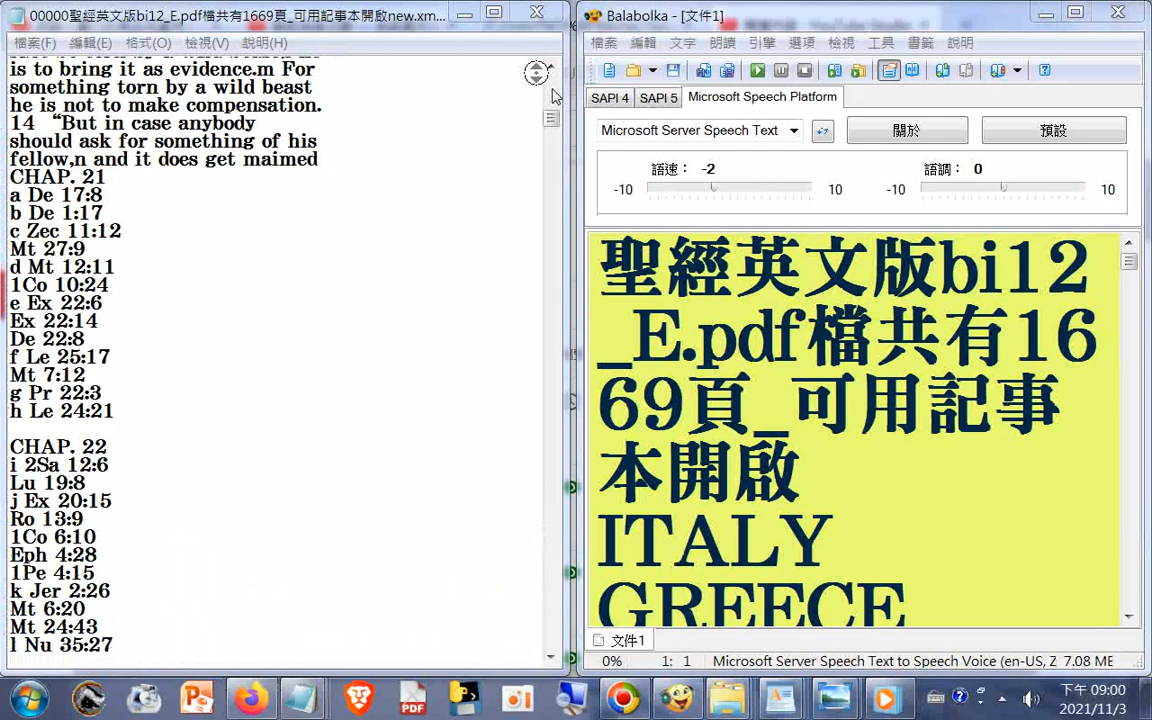 00000聖經英文版bi12_E.pdf檔共有1669頁_可用記事本開啟new.xm...
檔案(F) 編輯(E) 格式(O) 檢視(V) 說明(H)
is to bring it as evidence.m For
something torn by a wild beast
he is not to make compensation.
14 “But in case anybody
should ask for something of his
fellow,n and it does get maimed
CHAP. 21
a De 17:8
b De 1:17
c Zec 11:12
Mt 27:9
d Mt 12:11
1Co 10:24
e Ex 22:6
Ex 22:14
De 22:8
f Le 25:17
Mt 7:12
g Pr 22:3
h Le 24:21
CHAP. 22
i 2Sa 12:6
Lu 19:8
j Ex 20:15
Ro 13:9
1Co 6:10
Eph 4:28
1Pe 4:15
k Jer 2:26
Mt 6:20
Mt 24:43
l Nu 35:27
Balabolka - [文件1]
檔案 編輯 文字 朗讀 引擎 選項 檢視 工具 書籤 說明
SAPI 4 SAPI 5 Microsoft Speech Platform
Microsoft Server Speech Text 關於 預設
語速： -2 語調： 0
-10 10 -10 10
聖經英文版bi12
_E.pdf檔共有16
69頁_可用記事
本開啟
ITALY
GREECE
文件1
0% 1: 1 Microsoft Server Speech Text to Speech Voice (en-US, Z 7.08 ME
PDF
下午 09:00
2021/11/3